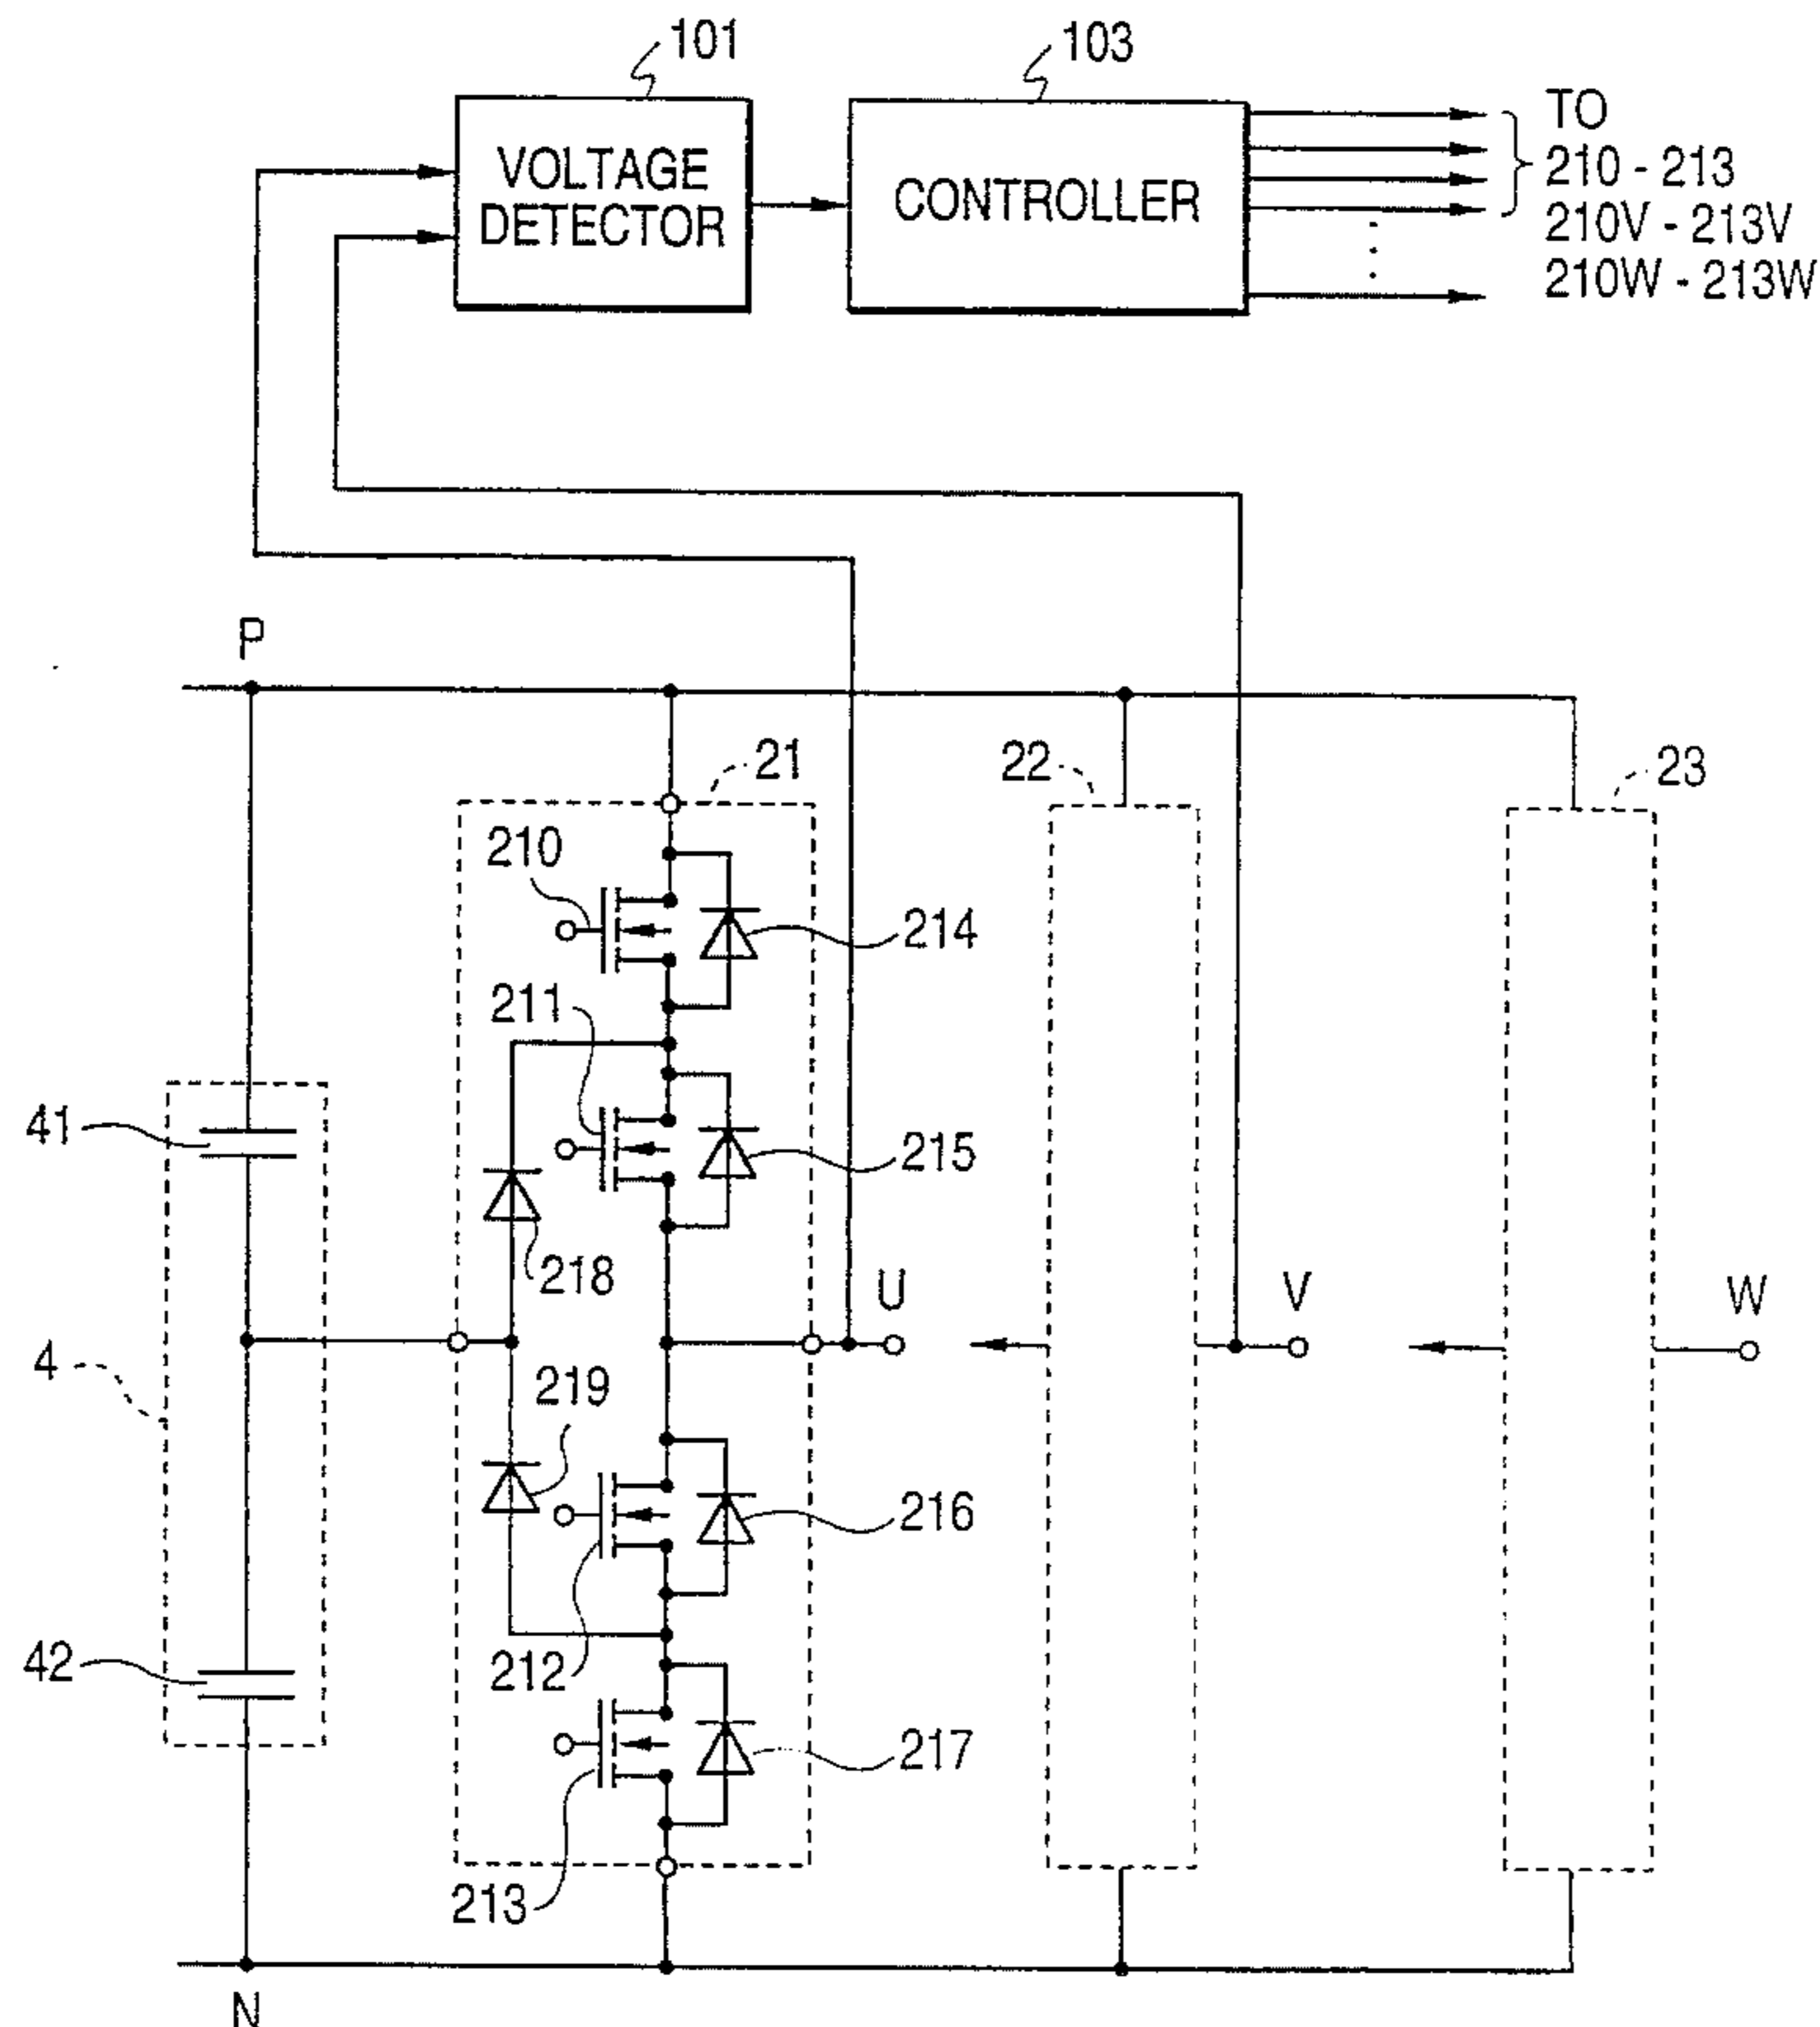 101
103
VOLTAGE
DETECTOR
CONTROLLER
TO
210 - 213
210V - 213V
210W - 213W
P
21
22
23
210
214
211
41
215
218
U
V
W
4
219
216
42
212
217
213
N